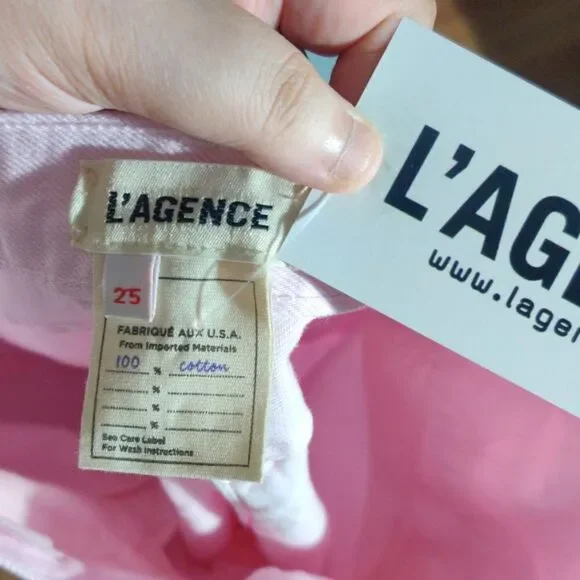 L'AGENCE
25
FABRIQUÉ AUX U.S.A.
From Imported Materials
100 % cotton
%
%
%
See Care Label
For Wash Instructions
L'AGE
www.lagen